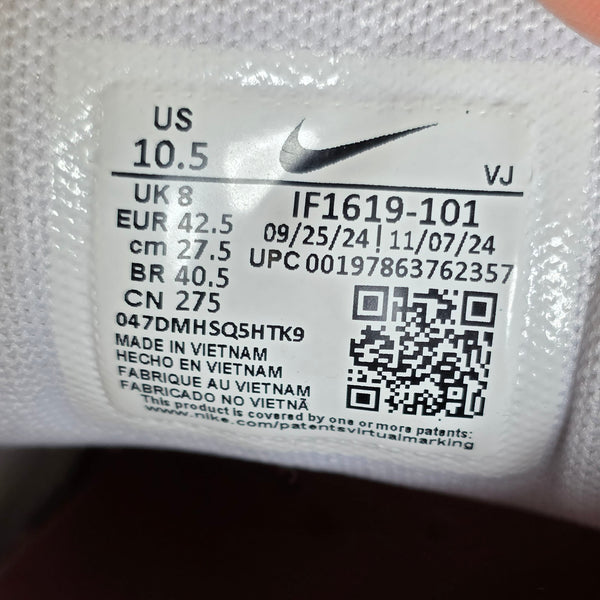 US
10.5
VJ
UK 8
EUR 42.5
cm 27.5
BR 40.5
CN 275
IF1619-101
09/25/24 | 11/07/24
UPC 00197863762357
047DMHSQ5HTK9
MADE IN VIETNAM
HECHO EN VIETNAM
FABRIQUE AU VIETNAM
FABRICADO NO VIETNÃ
This product is covered by one or more patents:
www.nike.com/patentsvirtualmarking